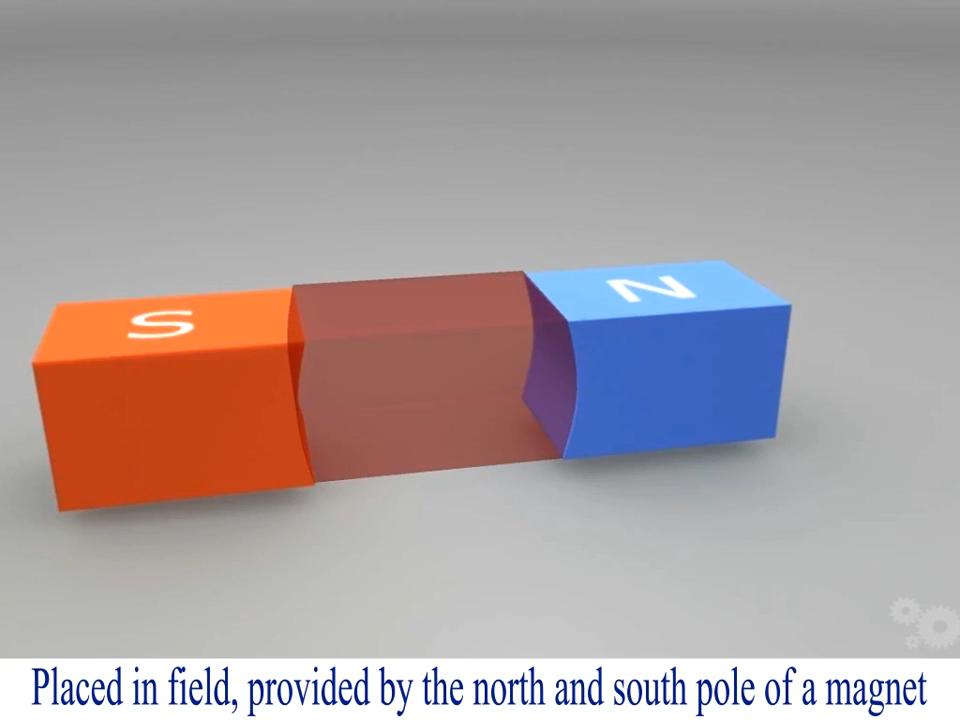 S
N
Placed in field, provided by the north and south pole of a magnet